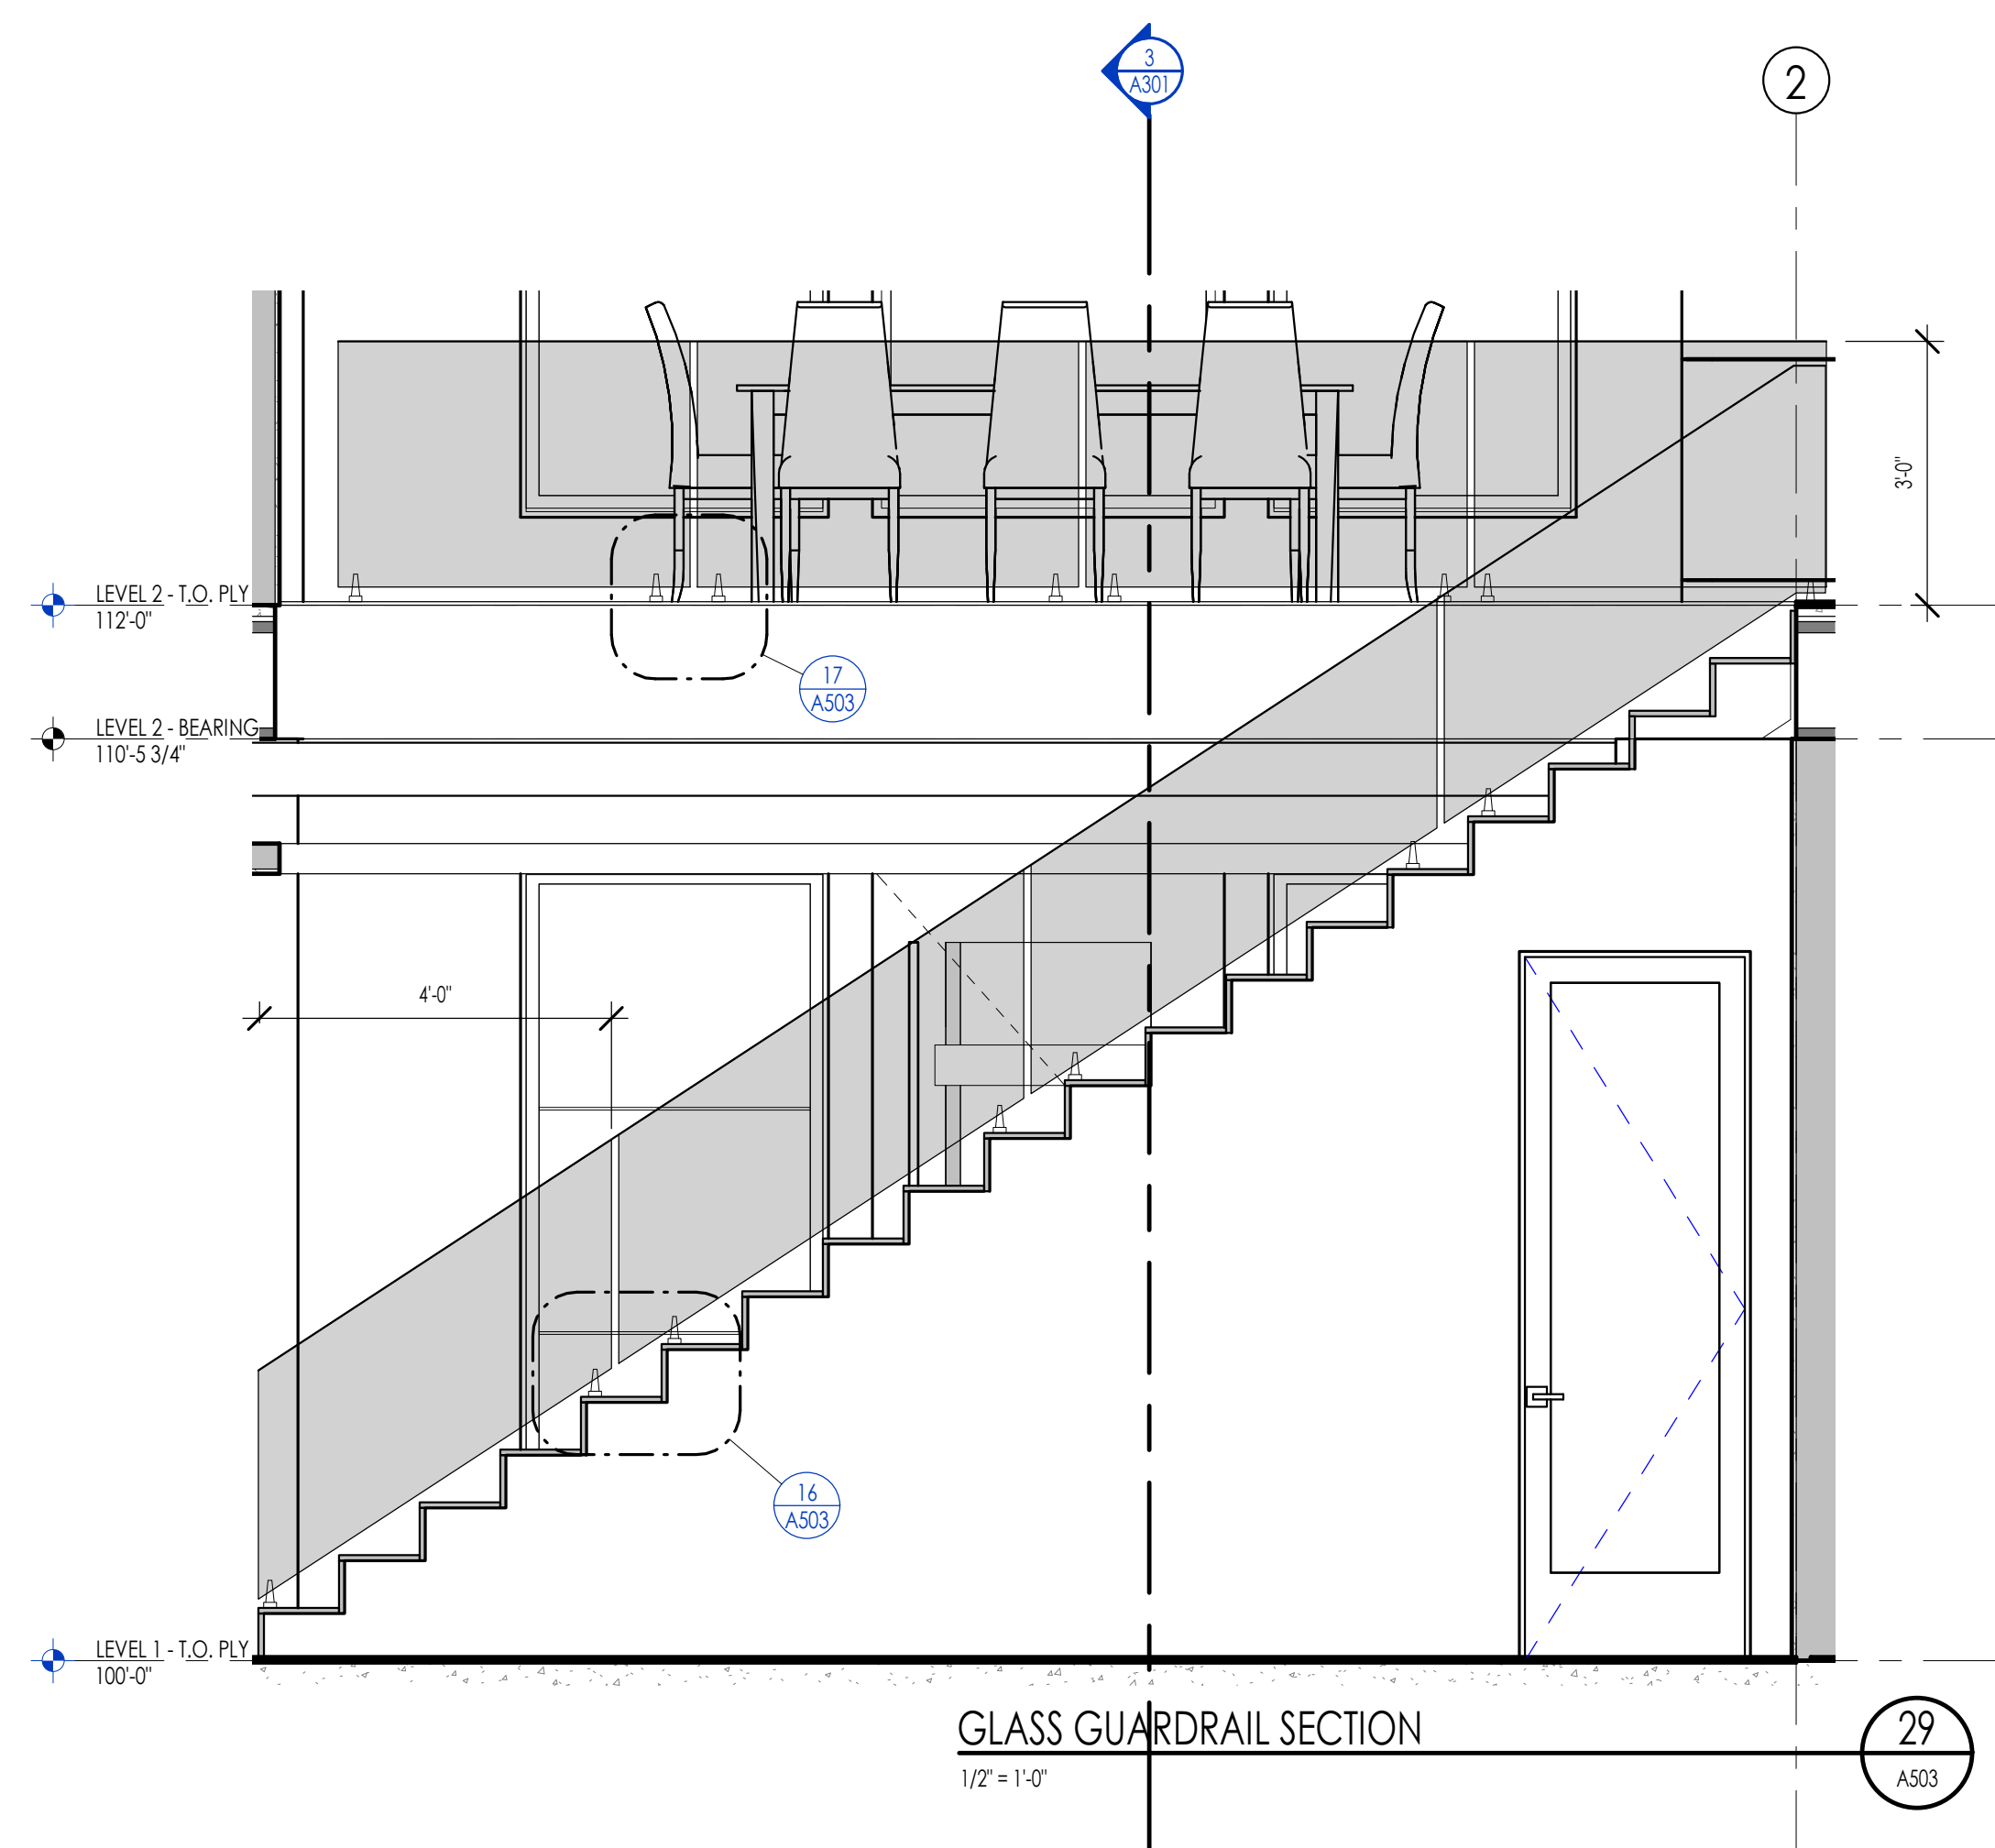 3
A301
2
3'-0"
LEVEL 2 - T.O. PLY
112'-0"
17
A503
LEVEL 2 - BEARING
110'-5 3/4"
4'-0"
16
A503
LEVEL 1 - T.O. PLY
100'-0"
GLASS GUARDRAIL SECTION
1/2" = 1'-0"
29
A503